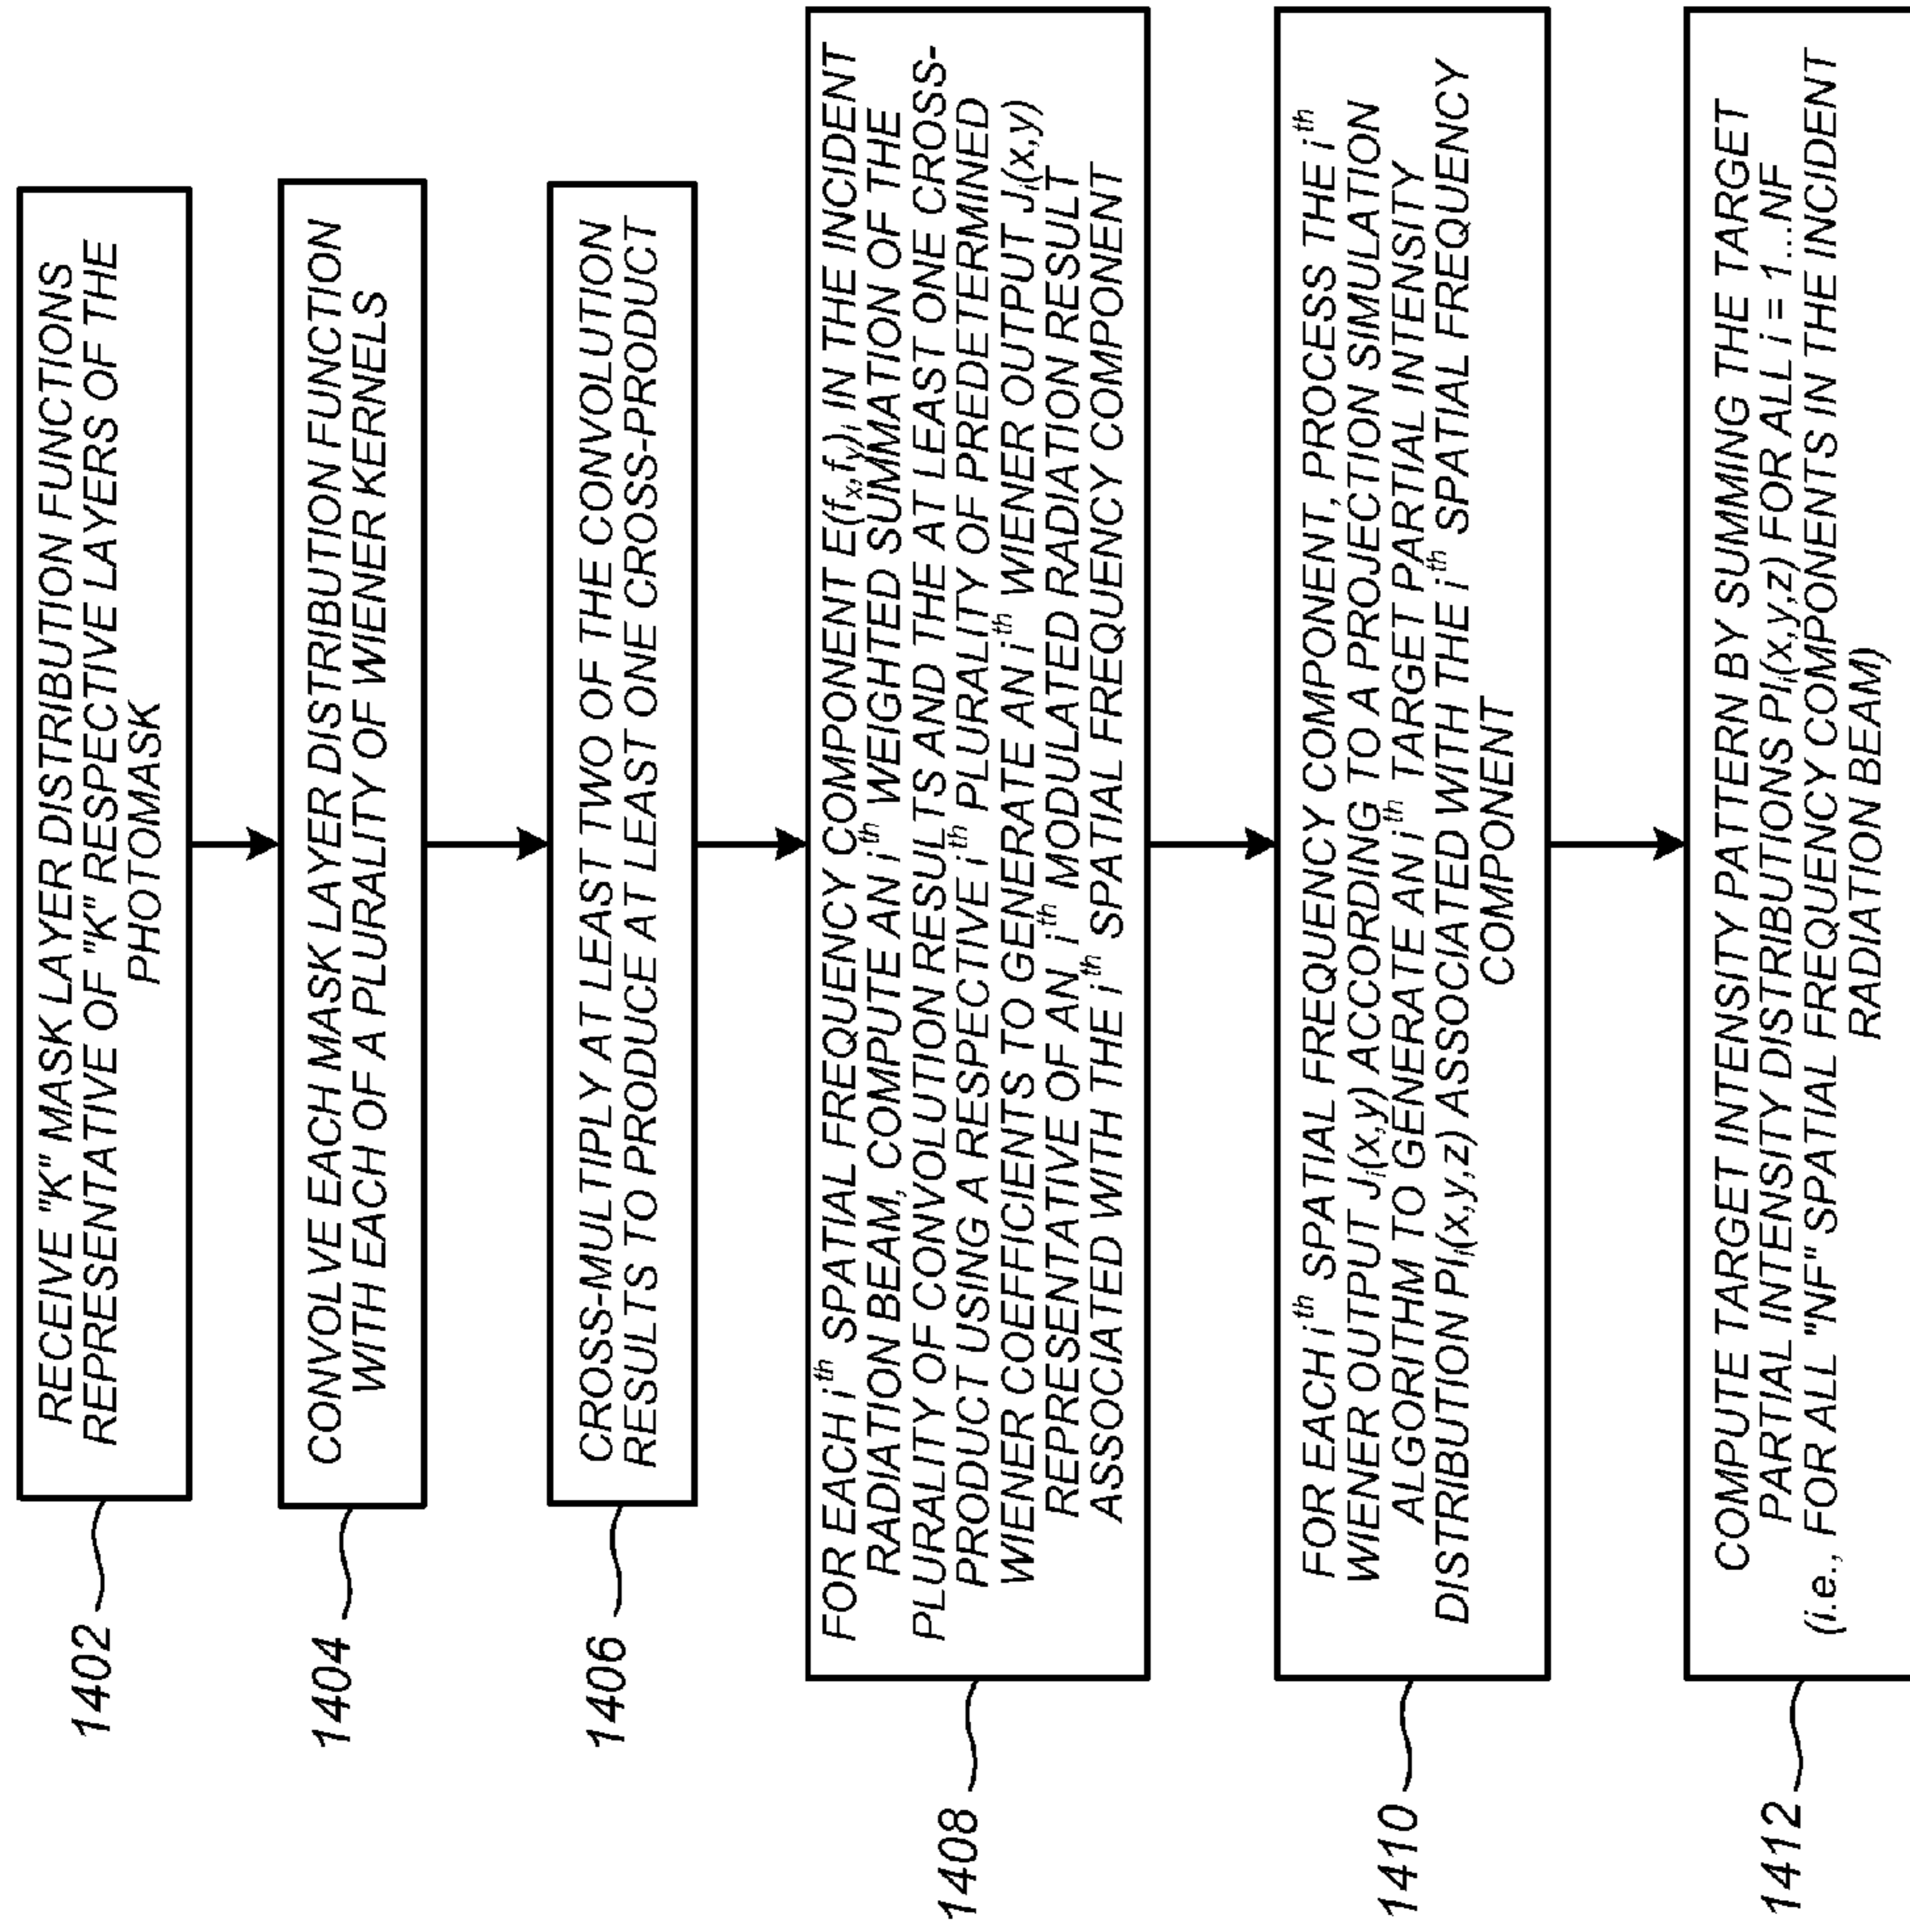 1402
RECEIVE "K" MASK LAYER DISTRIBUTION FUNCTIONS
REPRESENTATIVE OF "K" RESPECTIVE LAYERS OF THE
PHOTOMASK
1404
CONVOLVE EACH MASK LAYER DISTRIBUTION FUNCTION
WITH EACH OF A PLURALITY OF WIENER KERNELS
1406
CROSS-MULTIPLY AT LEAST TWO OF THE CONVOLUTION
RESULTS TO PRODUCE AT LEAST ONE CROSS-PRODUCT
1408
FOR EACH i^th SPATIAL FREQUENCY COMPONENT E(f_x,f_y)_i IN THE INCIDENT
RADIATION BEAM, COMPUTE AN i^th WEIGHTED SUMMATION OF THE
PLURALITY OF CONVOLUTION RESULTS AND THE AT LEAST ONE CROSS-
PRODUCT USING A RESPECTIVE i^th PLURALITY OF PREDETERMINED
WIENER COEFFICIENTS TO GENERATE AN i^th WIENER OUTPUT J_i(x,y)
REPRESENTATIVE OF AN i^th MODULATED RADIATION RESULT
ASSOCIATED WITH THE i^th SPATIAL FREQUENCY COMPONENT
1410
FOR EACH i^th SPATIAL FREQUENCY COMPONENT, PROCESS THE i^th
WIENER OUTPUT J_i(x,y) ACCORDING TO A PROJECTION SIMULATION
ALGORITHM TO GENERATE AN i^th TARGET PARTIAL INTENSITY
DISTRIBUTION PI_i(x,y,z) ASSOCIATED WITH THE i^th SPATIAL FREQUENCY
COMPONENT
1412
COMPUTE TARGET INTENSITY PATTERN BY SUMMING THE TARGET
PARTIAL INTENSITY DISTRIBUTIONS PI_i(x,y,z) FOR ALL i = 1...NF
(i.e., FOR ALL "NF" SPATIAL FREQUENCY COMPONENTS IN THE INCIDENT
RADIATION BEAM)